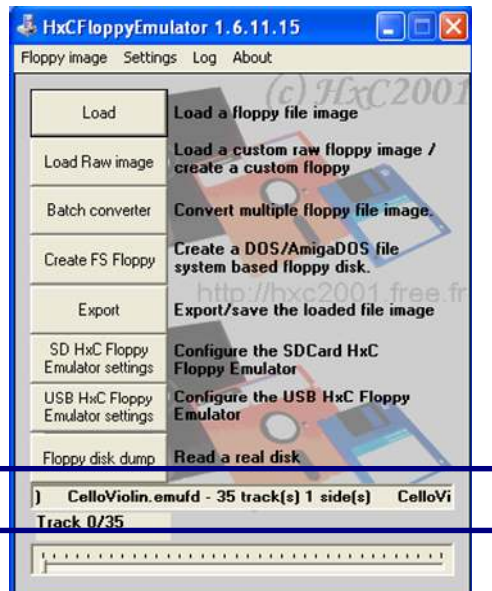 HxCFloppyEmulator 1.6.11.15
Floppy image Settings Log About
(c) HxC2001
Load Load a floppy file image
Load Raw image Load a custom raw floppy image /
create a custom floppy
Batch converter Convert multiple floppy file image.
Create FS Floppy Create a DOS/AmigaDOS file
system based floppy disk.
http://hxc2001.free.fr
Export Export/save the loaded file image
SD HxC Floppy Configure the SDCard HxC
Emulator settings Floppy Emulator
USB HxC Floppy Configure the USB HxC Floppy
Emulator settings Emulator
Floppy disk dump Read a real disk
) CelloViolin.emufd - 35 track(s) 1 side(s) CelloVi
Track 0/35